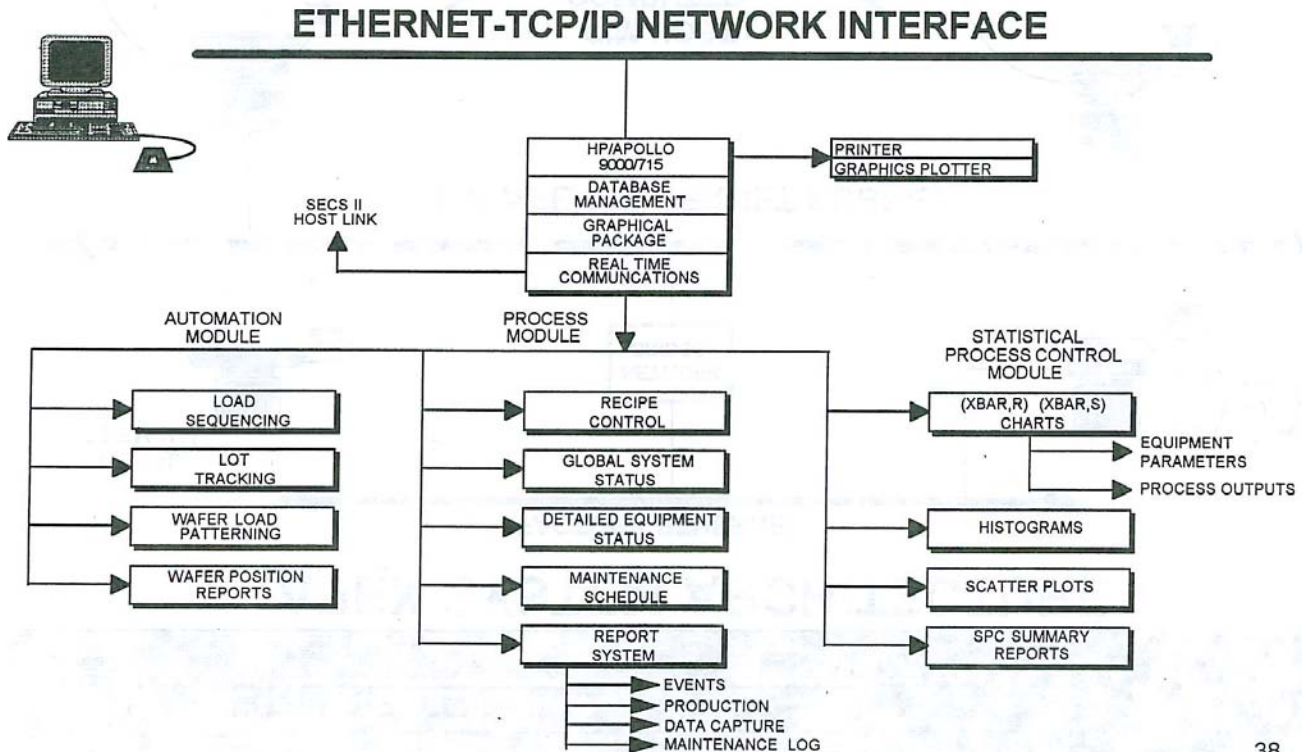 ETHERNET-TCP/IP NETWORK INTERFACE
HP/APOLLO
9000/715
DATABASE
MANAGEMENT
GRAPHICAL
PACKAGE
REAL TIME
COMMUNCATIONS
PRINTER
GRAPHICS PLOTTER
SECS II
HOST LINK
AUTOMATION
MODULE
LOAD
SEQUENCING
LOT
TRACKING
WAFER LOAD
PATTERNING
WAFER POSITION
REPORTS
PROCESS
MODULE
RECIPE
CONTROL
GLOBAL SYSTEM
STATUS
DETAILED EQUIPMENT
STATUS
MAINTENANCE
SCHEDULE
REPORT
SYSTEM
EVENTS
PRODUCTION
DATA CAPTURE
MAINTENANCE LOG
STATISTICAL
PROCESS CONTROL
MODULE
(XBAR,R) (XBAR,S)
CHARTS
EQUIPMENT
PARAMETERS
PROCESS OUTPUTS
HISTOGRAMS
SCATTER PLOTS
SPC SUMMARY
REPORTS
38